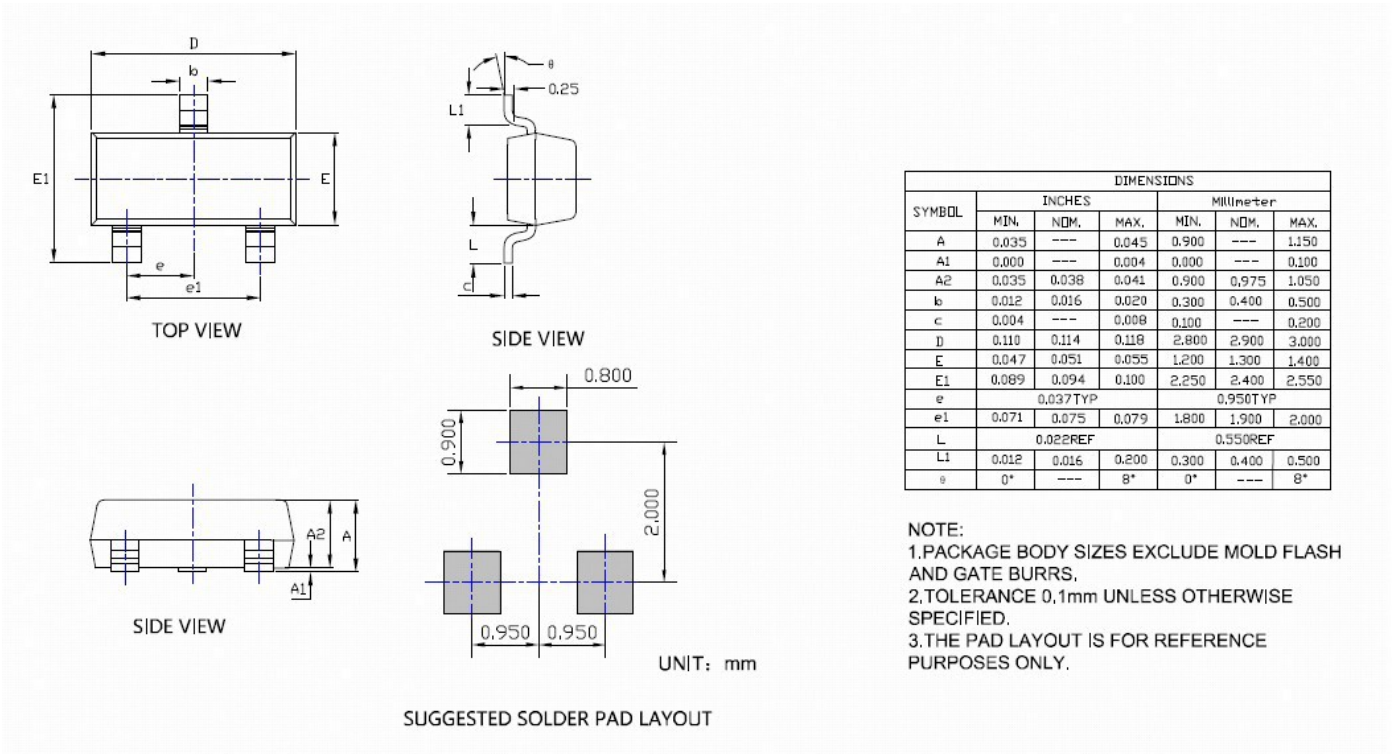 D
b
E1
E
e
e1
TOP VIEW
θ
0.25
L1
L
c
SIDE VIEW
A2
A
A1
SIDE VIEW
0.800
0.900
2.000
0.950 0.950
UNIT: mm
SUGGESTED SOLDER PAD LAYOUT
DIMENSIONS
SYMBOL INCHES Millimeter
MIN. NOM. MAX. MIN. NOM. MAX.
A 0.035 --- 0.045 0.900 --- 1.150
A1 0.000 --- 0.004 0.000 --- 0.100
A2 0.035 0.038 0.041 0.900 0.975 1.050
b 0.012 0.016 0.020 0.300 0.400 0.500
c 0.004 --- 0.008 0.100 --- 0.200
D 0.110 0.114 0.118 2.800 2.900 3.000
E 0.047 0.051 0.055 1.200 1.300 1.400
E1 0.089 0.094 0.100 2.250 2.400 2.550
e 0.037TYP 0.950TYP
e1 0.071 0.075 0.079 1.800 1.900 2.000
L 0.022REF 0.550REF
L1 0.012 0.016 0.200 0.300 0.400 0.500
θ 0° --- 8° 0° --- 8°
NOTE:
1.PACKAGE BODY SIZES EXCLUDE MOLD FLASH
AND GATE BURRS.
2.TOLERANCE 0.1mm UNLESS OTHERWISE
SPECIFIED.
3.THE PAD LAYOUT IS FOR REFERENCE
PURPOSES ONLY.